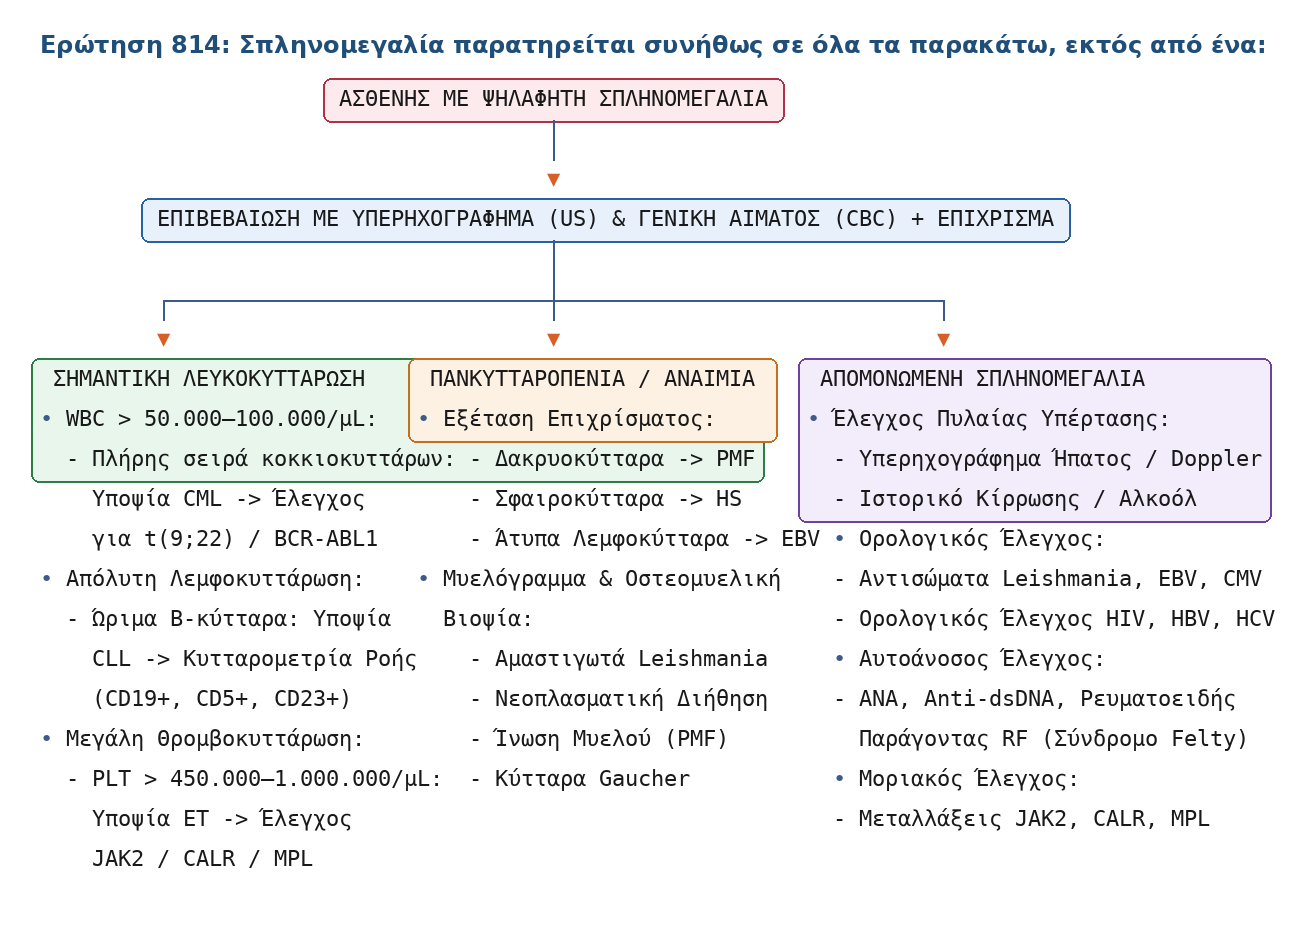 Ερώτηση 814: Σπληνομεγαλία παρατηρείται συνήθως σε όλα τα παρακάτω, εκτός από ένα:
ΑΣΘΕΝΗΣ ΜΕ ΨΗΛΑΦΗΤΗ ΣΠΛΗΝΟΜΕΓΑΛΙΑ
ΕΠΙΒΕΒΑΙΩΣΗ ΜΕ ΥΠΕΡΗΧΟΓΡΑΦΗΜΑ (US) & ΓΕΝΙΚΗ ΑΙΜΑΤΟΣ (CBC) + ΕΠΙΧΡΙΣΜΑ
ΣΗΜΑΝΤΙΚΗ ΛΕΥΚΟΚΥΤΤΑΡΩΣΗ
• WBC > 50.000–100.000/μL:
- Πλήρης σειρά κοκκιοκυττάρων:
Υποψία CML -> Έλεγχος
για t(9;22) / BCR-ABL1
• Απόλυτη Λεμφοκυττάρωση:
- Ώριμα Β-κύτταρα: Υποψία
CLL -> Κυτταρομετρία Ροής
(CD19+, CD5+, CD23+)
• Μεγάλη Θρομβοκυττάρωση:
- PLT > 450.000–1.000.000/μL:
Υποψία ET -> Έλεγχος
JAK2 / CALR / MPL
ΠΑΝΚΥΤΤΑΡΟΠΕΝΙΑ / ΑΝΑΙΜΙΑ
• Εξέταση Επιχρίσματος:
- Δακρυοκύτταρα -> PMF
- Σφαιροκύτταρα -> HS
- Άτυπα Λεμφοκύτταρα -> EBV
• Μυελόγραμμα & Οστεομυελική
Βιοψία:
- Αμαστιγωτά Leishmania
- Νεοπλασματική Διήθηση
- Ίνωση Μυελού (PMF)
- Κύτταρα Gaucher
ΑΠΟΜΟΝΩΜΕΝΗ ΣΠΛΗΝΟΜΕΓΑΛΙΑ
• Έλεγχος Πυλαίας Υπέρτασης:
- Υπερηχογράφημα Ήπατος / Doppler
- Ιστορικό Κίρρωσης / Αλκοόλ
• Ορολογικός Έλεγχος:
- Αντισώματα Leishmania, EBV, CMV
- Ορολογικός Έλεγχος HIV, HBV, HCV
• Αυτοάνοσος Έλεγχος:
- ANA, Anti-dsDNA, Ρευματοειδής
Παράγοντας RF (Σύνδρομο Felty)
• Μοριακός Έλεγχος:
- Μεταλλάξεις JAK2, CALR, MPL